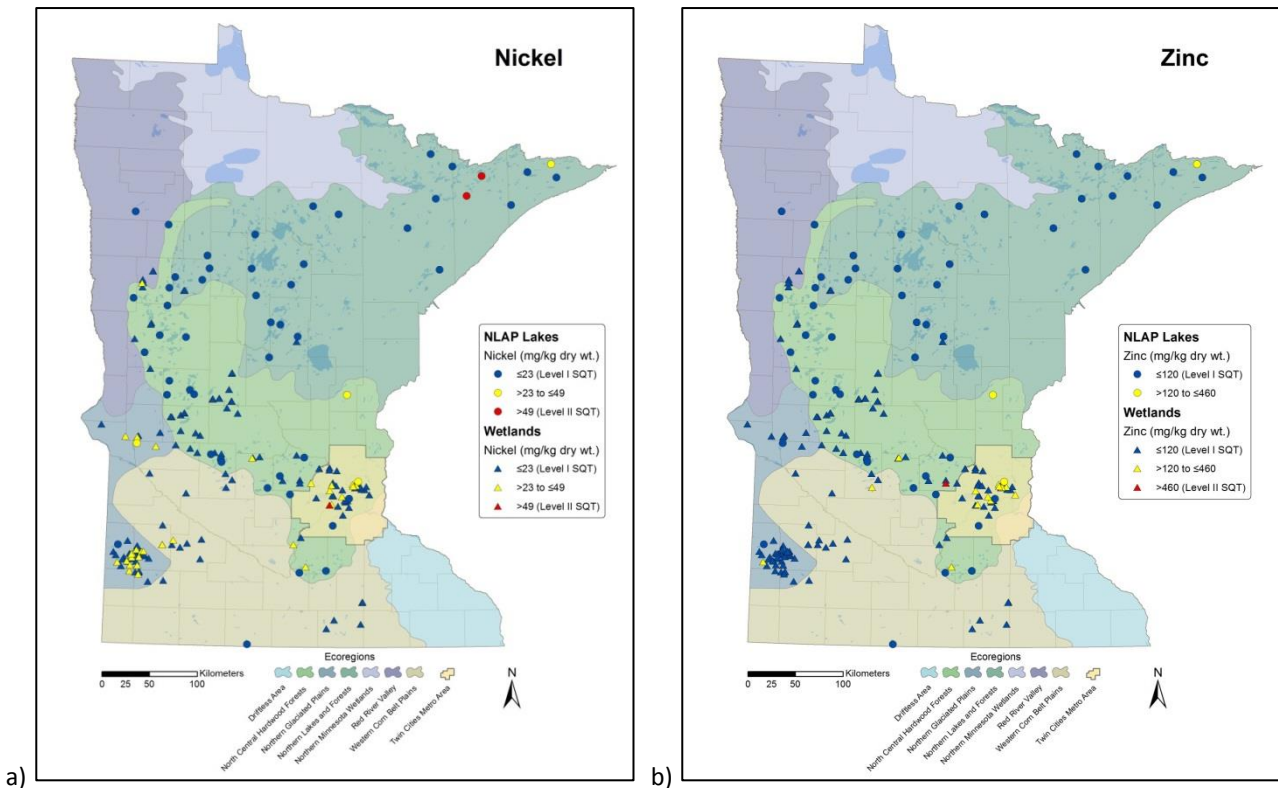 Nickel
NLAP Lakes
Nickel (mg/kg dry wt.)
≤23 (Level I SQT)
>23 to ≤49
>49 (Level II SQT)
Wetlands
Nickel (mg/kg dry wt.)
≤23 (Level I SQT)
>23 to ≤49
>49 (Level II SQT)
Ecoregions
Kilometers
0 25 50 100
N
Driftless Area
North Central Hardwood Forests
Northern Glaciated Plains
Northern Lakes and Forests
Northern Minnesota Wetlands
Red River Valley
Western Corn Belt Plains
Twin Cities Metro Area
a)
Zinc
NLAP Lakes
Zinc (mg/kg dry wt.)
≤120 (Level I SQT)
>120 to ≤460
Wetlands
Zinc (mg/kg dry wt.)
≤120 (Level I SQT)
>120 to ≤460
>460 (Level II SQT)
Ecoregions
Kilometers
0 25 50 100
N
Driftless Area
North Central Hardwood Forests
Northern Glaciated Plains
Northern Lakes and Forests
Northern Minnesota Wetlands
Red River Valley
Western Corn Belt Plains
Twin Cities Metro Area
b)